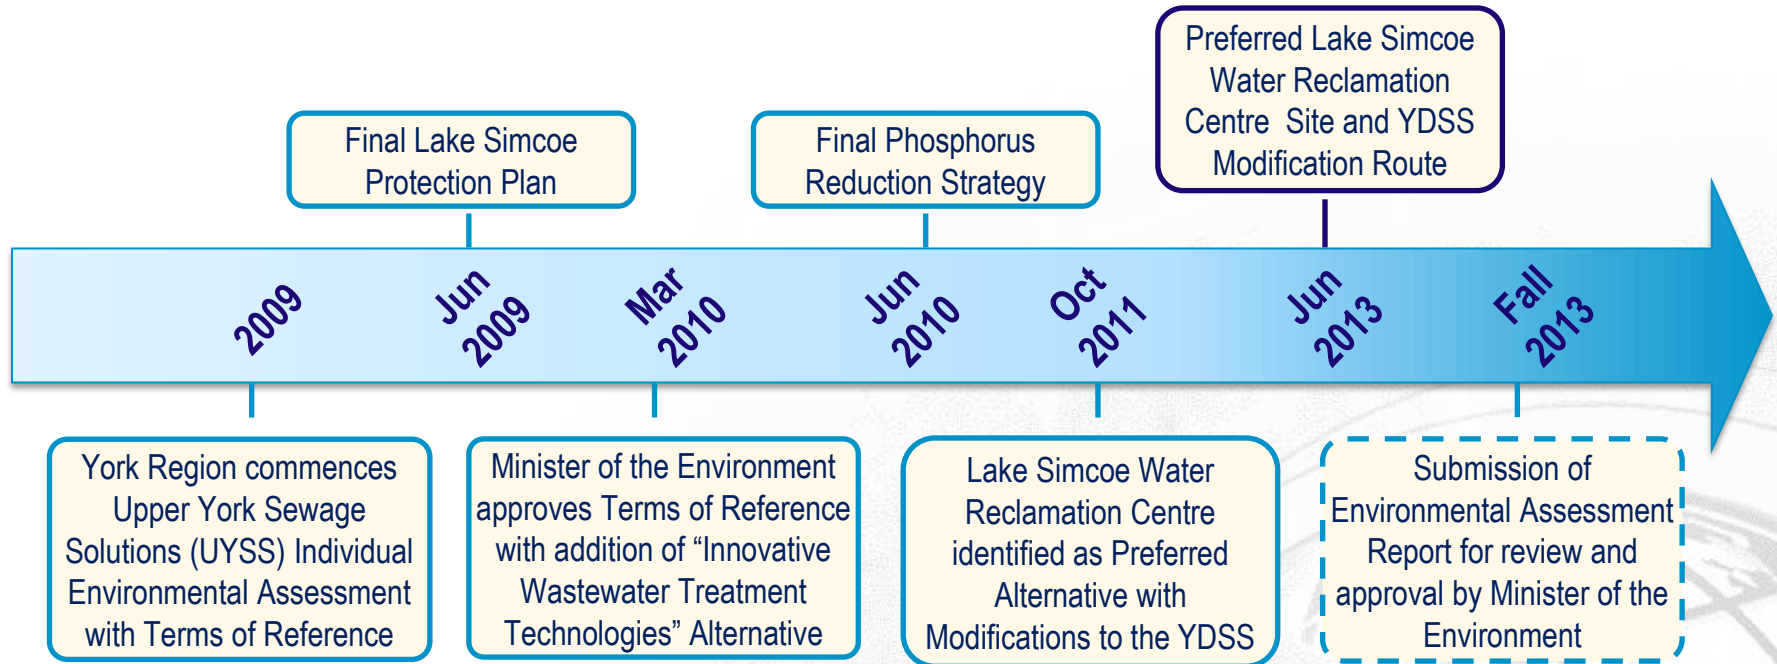 Final Lake Simcoe
Protection Plan
Final Phosphorus
Reduction Strategy
Preferred Lake Simcoe
Water Reclamation
Centre Site and YDSS
Modification Route
2009
Jun
2009
Mar
2010
Jun
2010
Oct
2011
Jun
2013
Fall
2013
York Region commences
Upper York Sewage
Solutions (UYSS) Individual
Environmental Assessment
with Terms of Reference
Minister of the Environment
approves Terms of Reference
with addition of “Innovative
Wastewater Treatment
Technologies” Alternative
Lake Simcoe Water
Reclamation Centre
identified as Preferred
Alternative with
Modifications to the YDSS
Submission of
Environmental Assessment
Report for review and
approval by Minister of the
Environment